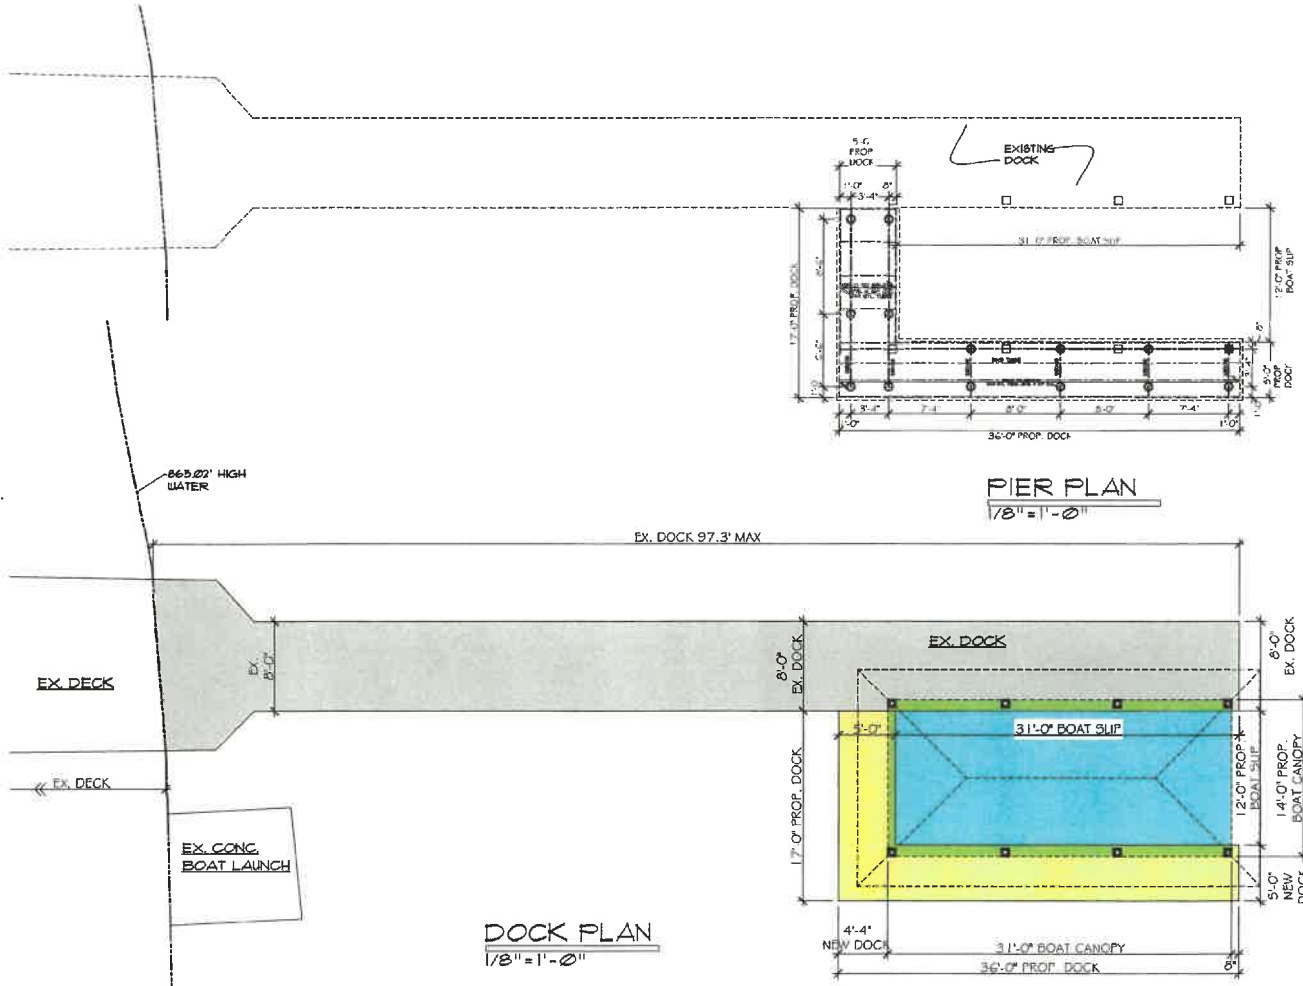 5'-0"
PROP
DOCK
EXISTING
DOCK
1'-0"
8"
3'-4"
31'-0" PROP. BOAT SLIP
17'-0" PROP. DOCK
12'-0" PROP
BOAT SLIP
8"
3'-4"
5'-0"
PROP
DOCK
1'-0"
1'-0"
3'-4"
7'-4"
8'-0"
8'-0"
7'-4"
1'-0"
36'-0" PROP. DOCK
PIER PLAN
1/8"=1'-0"
863.02' HIGH
WATER
EX. DOCK 97.3' MAX
EX. DECK
EX.
8'-0"
8'-0"
EX. DOCK
EX. DOCK
8'-0"
EX. DOCK
5'-0"
31'-0" BOAT SLIP
17'-0" PROP. DOCK
12'-0" PROP.
BOAT SLIP
14'-0" PROP.
BOAT CANOPY
EX. DECK
EX. CONC.
BOAT LAUNCH
5'-0"
NEW
DOCK
DOCK PLAN
1/8"=1'-0"
4'-4"
NEW DOCK
31'-0" BOAT CANOPY
8"
36'-0" PROP. DOCK